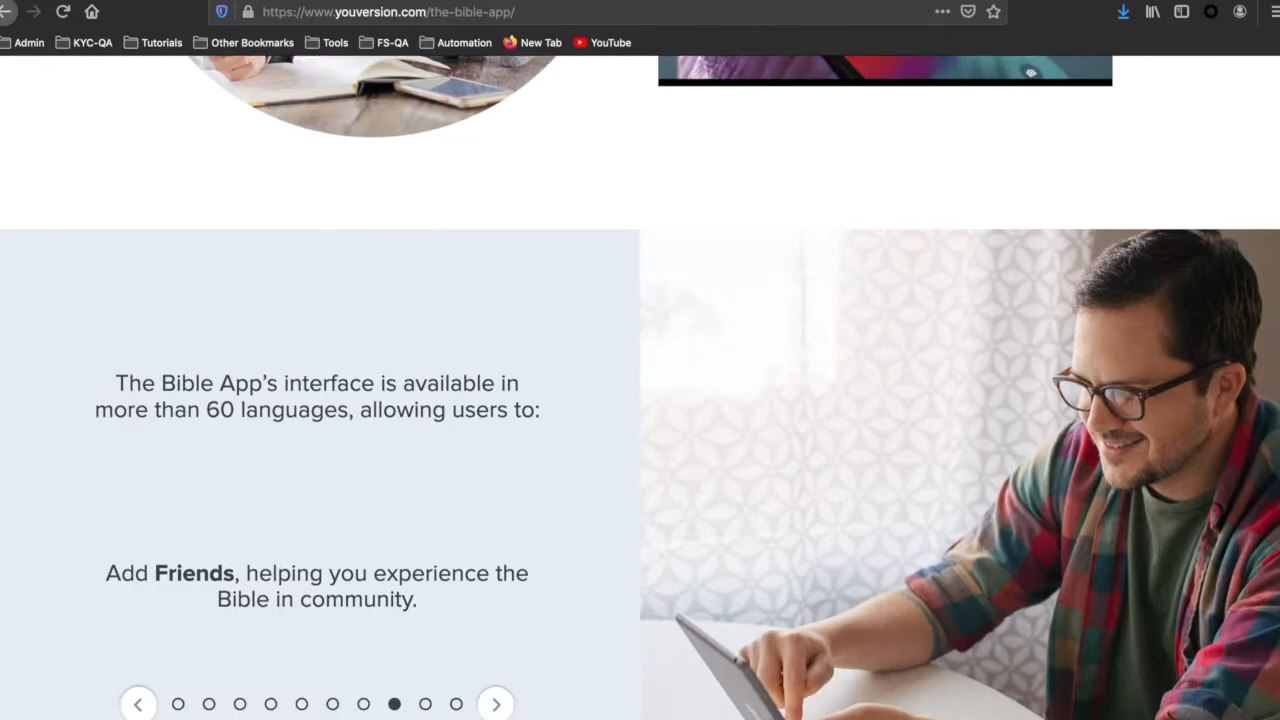 https://www.youversion.com/the-bible-app/
Admin KYC-QA Tutorials Other Bookmarks Tools FS-QA Automation New Tab YouTube
The Bible App's interface is available in
more than 60 languages, allowing users to:
Add Friends, helping you experience the
Bible in community.